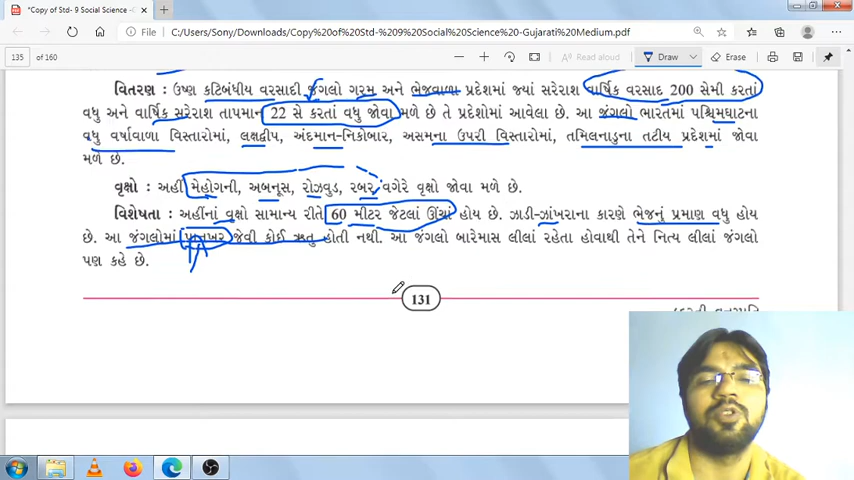 *Copy of Std- 9 Social Science
File
C:/Users/Sony/Downloads/Copy%20of%20Std-%209%20Social%20Science%20-Gujarati%20Medium.pdf
135 of 160
Read aloud
Draw
Erase
વિતરણ : ઉષ્ણ કટિબંધીય વરસાદી જંગલો ગરમ અને ભેજવાળા પ્રદેશમાં જ્યાં સરેરાશ વાર્ષિક વરસાદ 200 સેમી કરતાં
વધુ અને વાર્ષિક સરેરાશ તાપમાન 22 સે કરતાં વધુ જોવા મળે છે તે પ્રદેશોમાં આવેલા છે. આ જંગલો ભારતમાં પશ્ચિમઘાટના
વધુ વર્ષાવાળા વિસ્તારોમાં, લક્ષદ્વીપ, અંદમાન-નિકોબાર, અસમના ઉપરી વિસ્તારોમાં, તમિલનાડુના તટીય પ્રદેશમાં જોવા
મળે છે.
વૃક્ષો : અહીં મેહોગની, અબનૂસ, રોઝવુડ, રબર વગેરે વૃક્ષો જોવા મળે છે.
વિશેષતા : અહીંનાં વૃક્ષો સામાન્ય રીતે 60 મીટર જેટલાં ઊંચાં હોય છે. ઝાડી-ઝાંખરાના કારણે ભેજનું પ્રમાણ વધુ હોય
છે. આ જંગલોમાં પાનખર જેવી કોઈ ઋતુ હોતી નથી. આ જંગલો બારેમાસ લીલાં રહેતા હોવાથી તેને નિત્ય લીલાં જંગલો
પણ કહે છે.
131